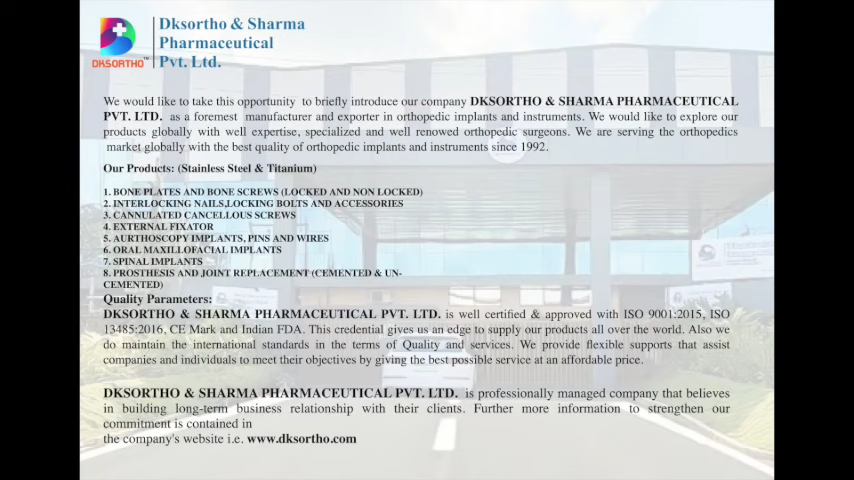 Dksortho & Sharma
Pharmaceutical
Pvt. Ltd.
DKSORTHO™
We would like to take this opportunity to briefly introduce our company DKSORTHO & SHARMA PHARMACEUTICAL
PVT. LTD. as a foremest manufacturer and exporter in orthopedic implants and instruments. We would like to explore our
products globally with well expertise, specialized and well renowed orthopedic surgeons. We are serving the orthopedics
market globally with the best quality of orthopedic implants and instruments since 1992.
Our Products: (Stainless Steel & Titanium)
1. BONE PLATES AND BONE SCREWS (LOCKED AND NON LOCKED)
2. INTERLOCKING NAILS,LOCKING BOLTS AND ACCESSORIES
3. CANNULATED CANCELLOUS SCREWS
4. EXTERNAL FIXATOR
5. AURTHOSCOPY IMPLANTS, PINS AND WIRES
6. ORAL MAXILLOFACIAL IMPLANTS
7. SPINAL IMPLANTS
8. PROSTHESIS AND JOINT REPLACEMENT (CEMENTED & UN-
CEMENTED)
Quality Parameters:
DKSORTHO & SHARMA PHARMACEUTICAL PVT. LTD. is well certified & approved with ISO 9001:2015, ISO
13485:2016, CE Mark and Indian FDA. This credential gives us an edge to supply our products all over the world. Also we
do maintain the international standards in the terms of Quality and services. We provide flexible supports that assist
companies and individuals to meet their objectives by giving the best possible service at an affordable price.
DKSORTHO & SHARMA PHARMACEUTICAL PVT. LTD. is professionally managed company that believes
in building long-term business relationship with their clients. Further more information to strengthen our
commitment is contained in
the company's website i.e. www.dksortho.com